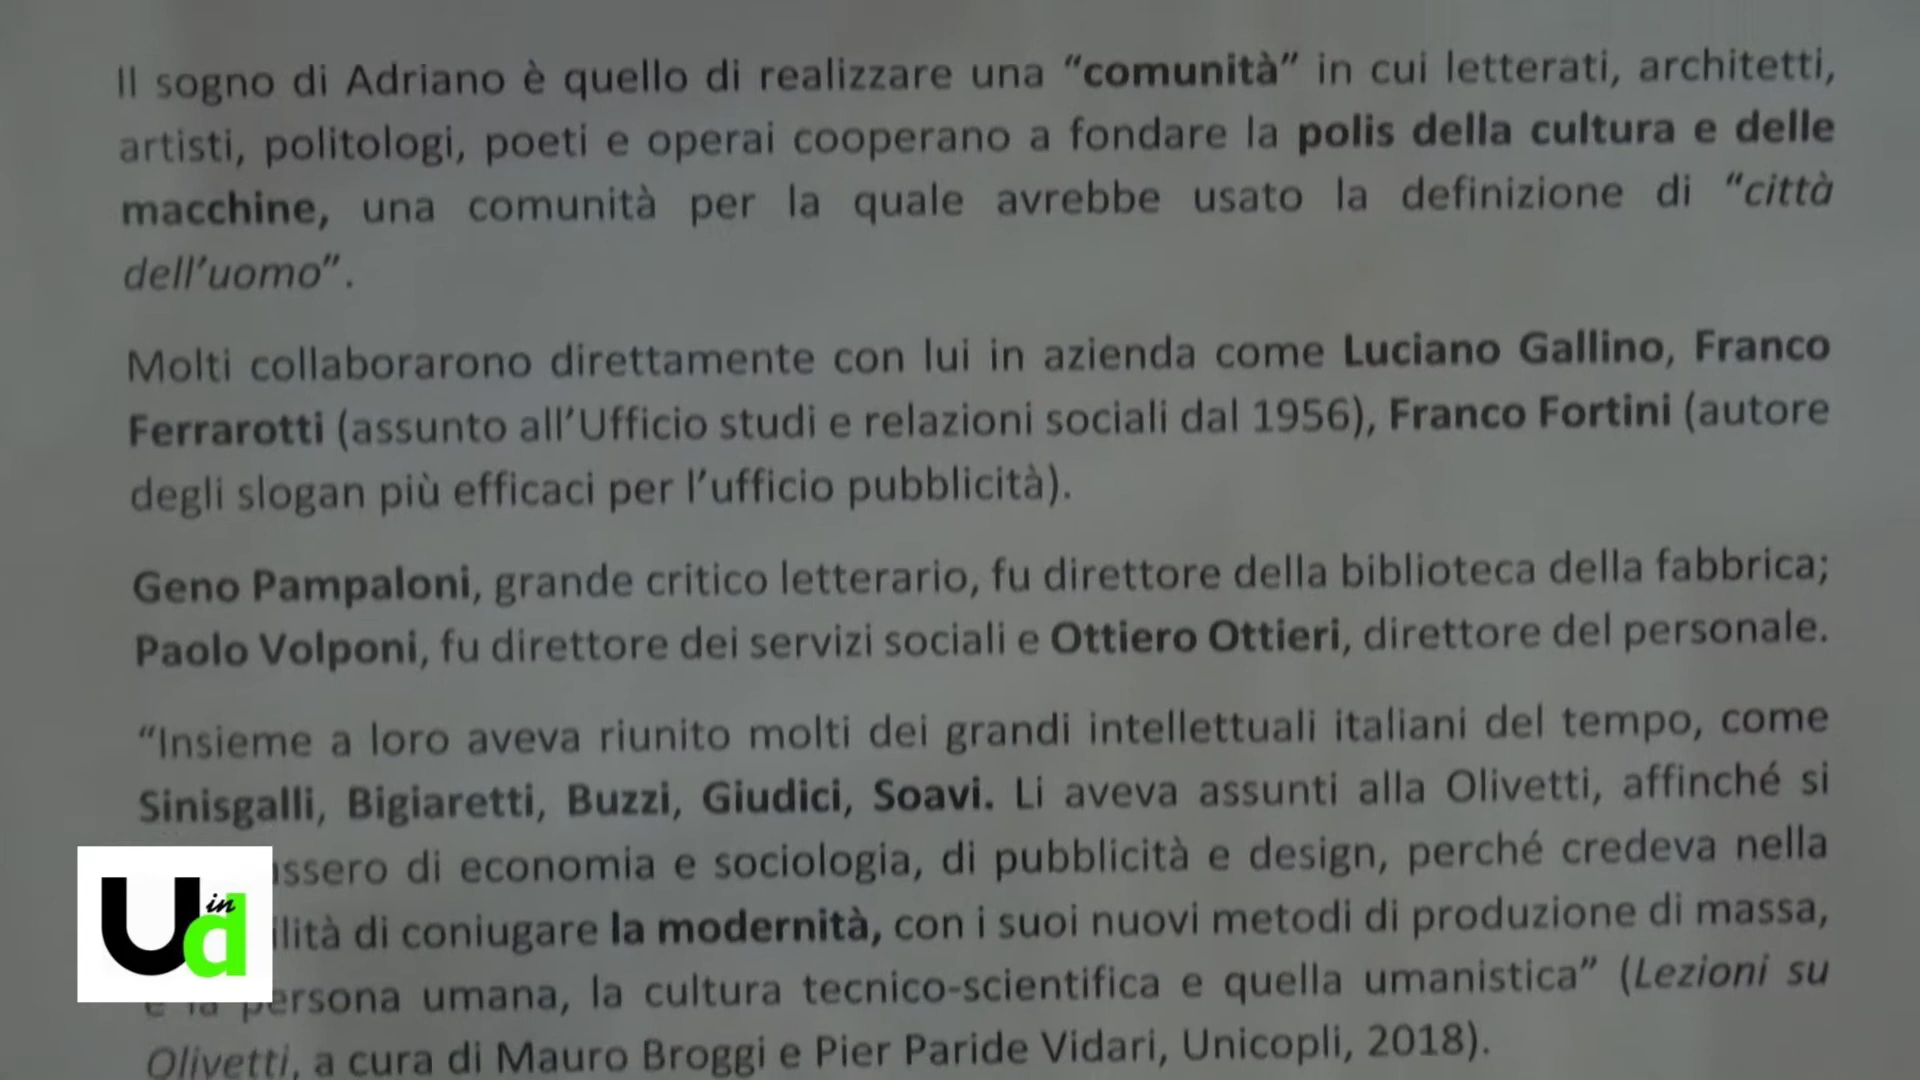 Il sogno di Adriano è quello di realizzare una “comunità” in cui letterati, architetti,
artisti, politologi, poeti e operai cooperano a fondare la polis della cultura e delle
macchine, una comunità per la quale avrebbe usato la definizione di “città
dell’uomo”.
Molti collaborarono direttamente con lui in azienda come Luciano Gallino, Franco
Ferrarotti (assunto all’Ufficio studi e relazioni sociali dal 1956), Franco Fortini (autore
degli slogan più efficaci per l’ufficio pubblicità).
Geno Pampaloni, grande critico letterario, fu direttore della biblioteca della fabbrica;
Paolo Volponi, fu direttore dei servizi sociali e Ottiero Ottieri, direttore del personale.
“Insieme a loro aveva riunito molti dei grandi intellettuali italiani del tempo, come
Sinisgalli, Bigiaretti, Buzzi, Giudici, Soavi. Li aveva assunti alla Olivetti, affinché si
ssero di economia e sociologia, di pubblicità e design, perché credeva nella
ilità di coniugare la modernità, con i suoi nuovi metodi di produzione di massa,
e la persona umana, la cultura tecnico-scientifica e quella umanistica” (Lezioni su
Olivetti, a cura di Mauro Broggi e Pier Paride Vidari, Unicopli, 2018).
U in d